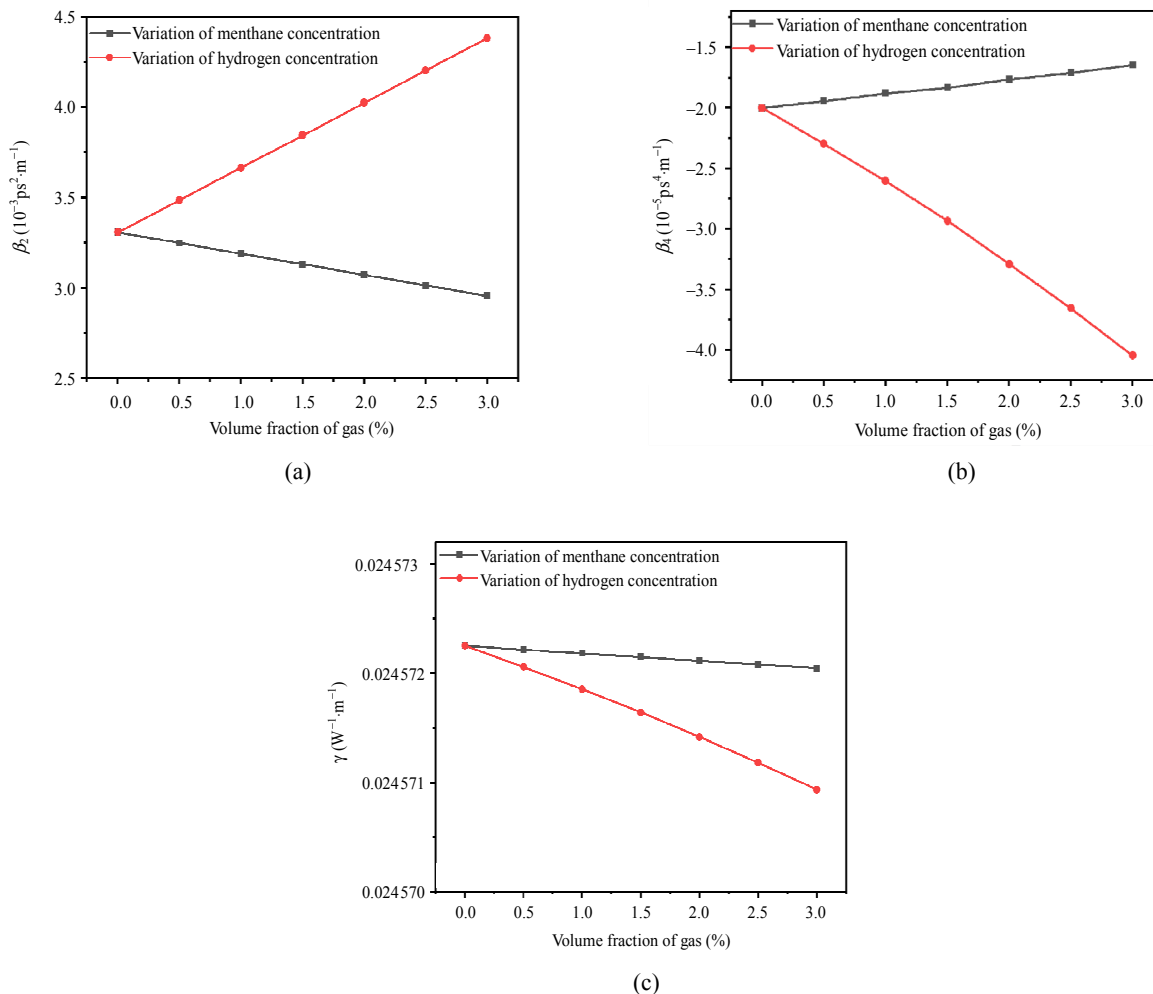 4.5
4.0
3.5
3.0
2.5
β₂ (10⁻³ps²·m⁻¹)
Variation of menthane concentration
Variation of hydrogen concentration
0.0 0.5 1.0 1.5 2.0 2.5 3.0
Volume fraction of gas (%)
(a)
−1.5
−2.0
−2.5
−3.0
−3.5
−4.0
β₄ (10⁻⁵ps⁴·m⁻¹)
Variation of menthane concentration
Variation of hydrogen concentration
0.0 0.5 1.0 1.5 2.0 2.5 3.0
Volume fraction of gas (%)
(b)
0.024573
0.024572
0.024571
0.024570
γ (W⁻¹·m⁻¹)
Variation of menthane concentration
Variation of hydrogen concentration
0.0 0.5 1.0 1.5 2.0 2.5 3.0
Volume fraction of gas (%)
(c)